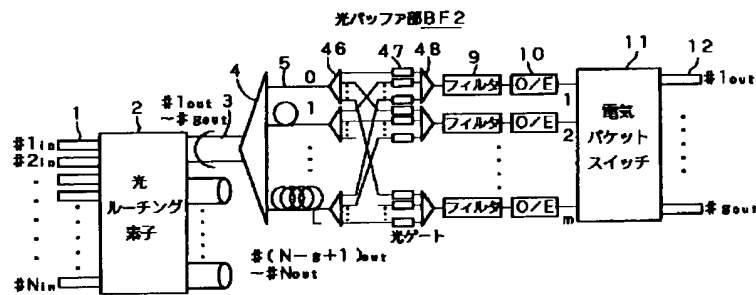 光バッファ部BF2
1
2
3
4
5
46
47
48
9
10
11
12
#1out
~#gout
0
1
L
#1in
#2in
#Nin
光
ルーチング
素子
#(N-g+1)out
~#Nout
光ゲート
フィルタ
O/E
フィルタ
O/E
フィルタ
O/E
1
2
m
電気
パケット
スイッチ
#1out
#gout